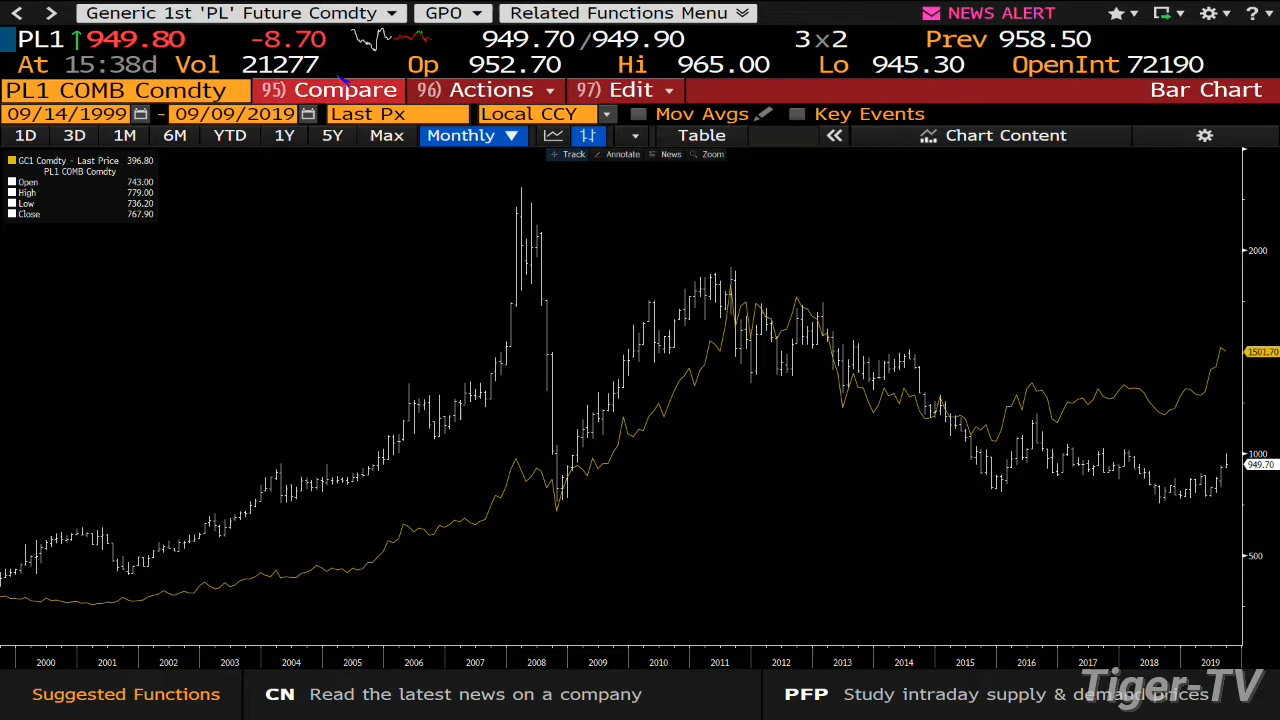 Generic 1st 'PL' Future Comdty GPO Related Functions Menu NEWS ALERT ?
PL1 ↑949.80 -8.70 949.70/949.90 3x2 Prev 958.50
At 15:38d Vol 21277 Op 952.70 Hi 965.00 Lo 945.30 OpenInt 72190
PL1 COMB Comdty 95) Compare 96) Actions 97) Edit Bar Chart
09/14/1999 - 09/09/2019 Last Px Local CCY Mov Avgs Key Events
1D 3D 1M 6M YTD 1Y 5Y Max Monthly ▼ Table « Chart Content
Track Annotate News Zoom
GC1 Comdty - Last Price 396.80
PL1 COMB Comdty
Open 743.00
High 779.00
Low 736.20
Close 767.90
2000
1501.70
1000
949.70
500
2000 2001 2002 2003 2004 2005 2006 2007 2008 2009 2010 2011 2012 2013 2014 2015 2016 2017 2018 2019
Suggested Functions CN Read the latest news on a company PFP Study intraday supply & demand prices
Tiger-TV